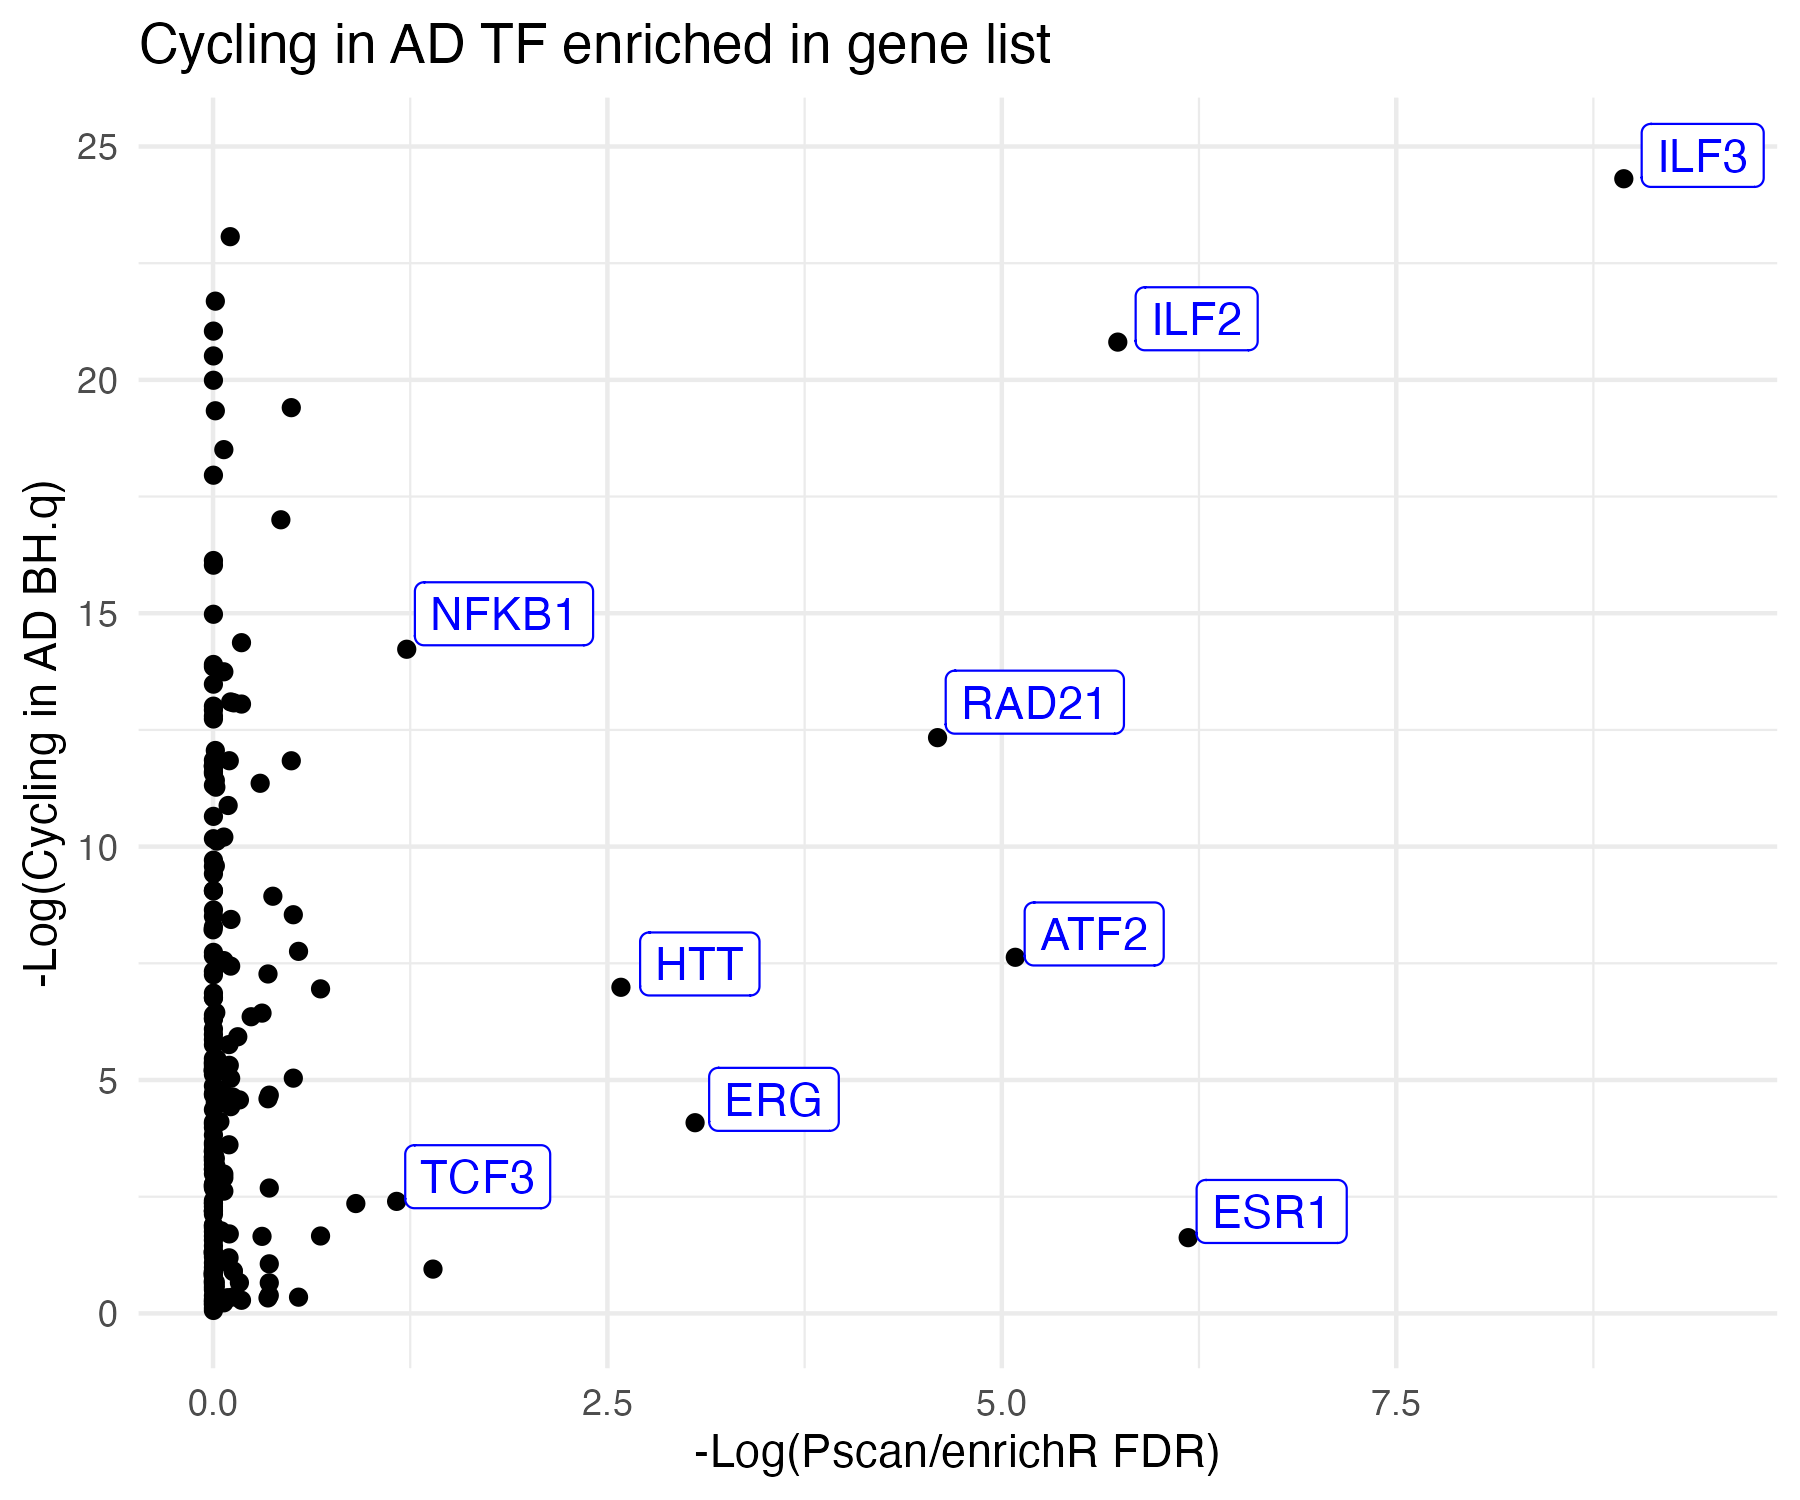 Cycling in AD TF enriched in gene list
-Log(Cycling in AD BH.q)
25
20
15
10
5
0
ILF3
ILF2
NFKB1
RAD21
ATF2
HTT
ERG
TCF3
ESR1
0.0
2.5
5.0
7.5
-Log(Pscan/enrichR FDR)